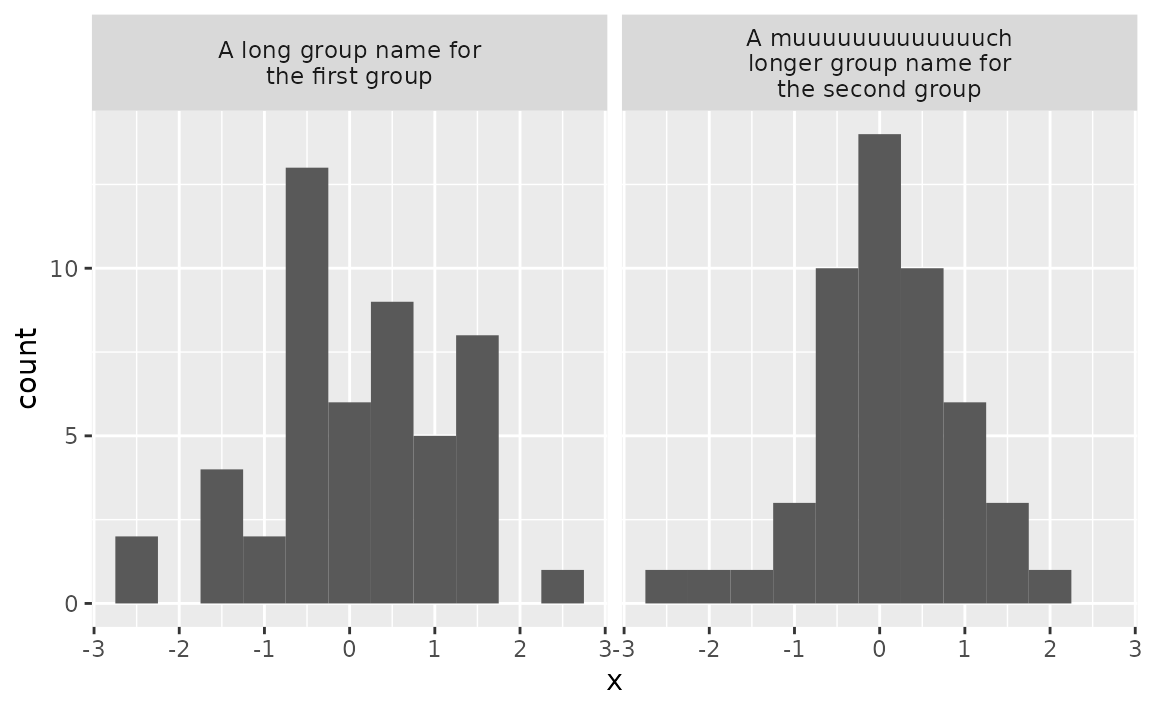 A long group name for
the first group
A muuuuuuuuuuuuuch
longer group name for
the second group
count
10
5
0
-3 -2 -1 0 1 2 3
-3 -2 -1 0 1 2 3
x